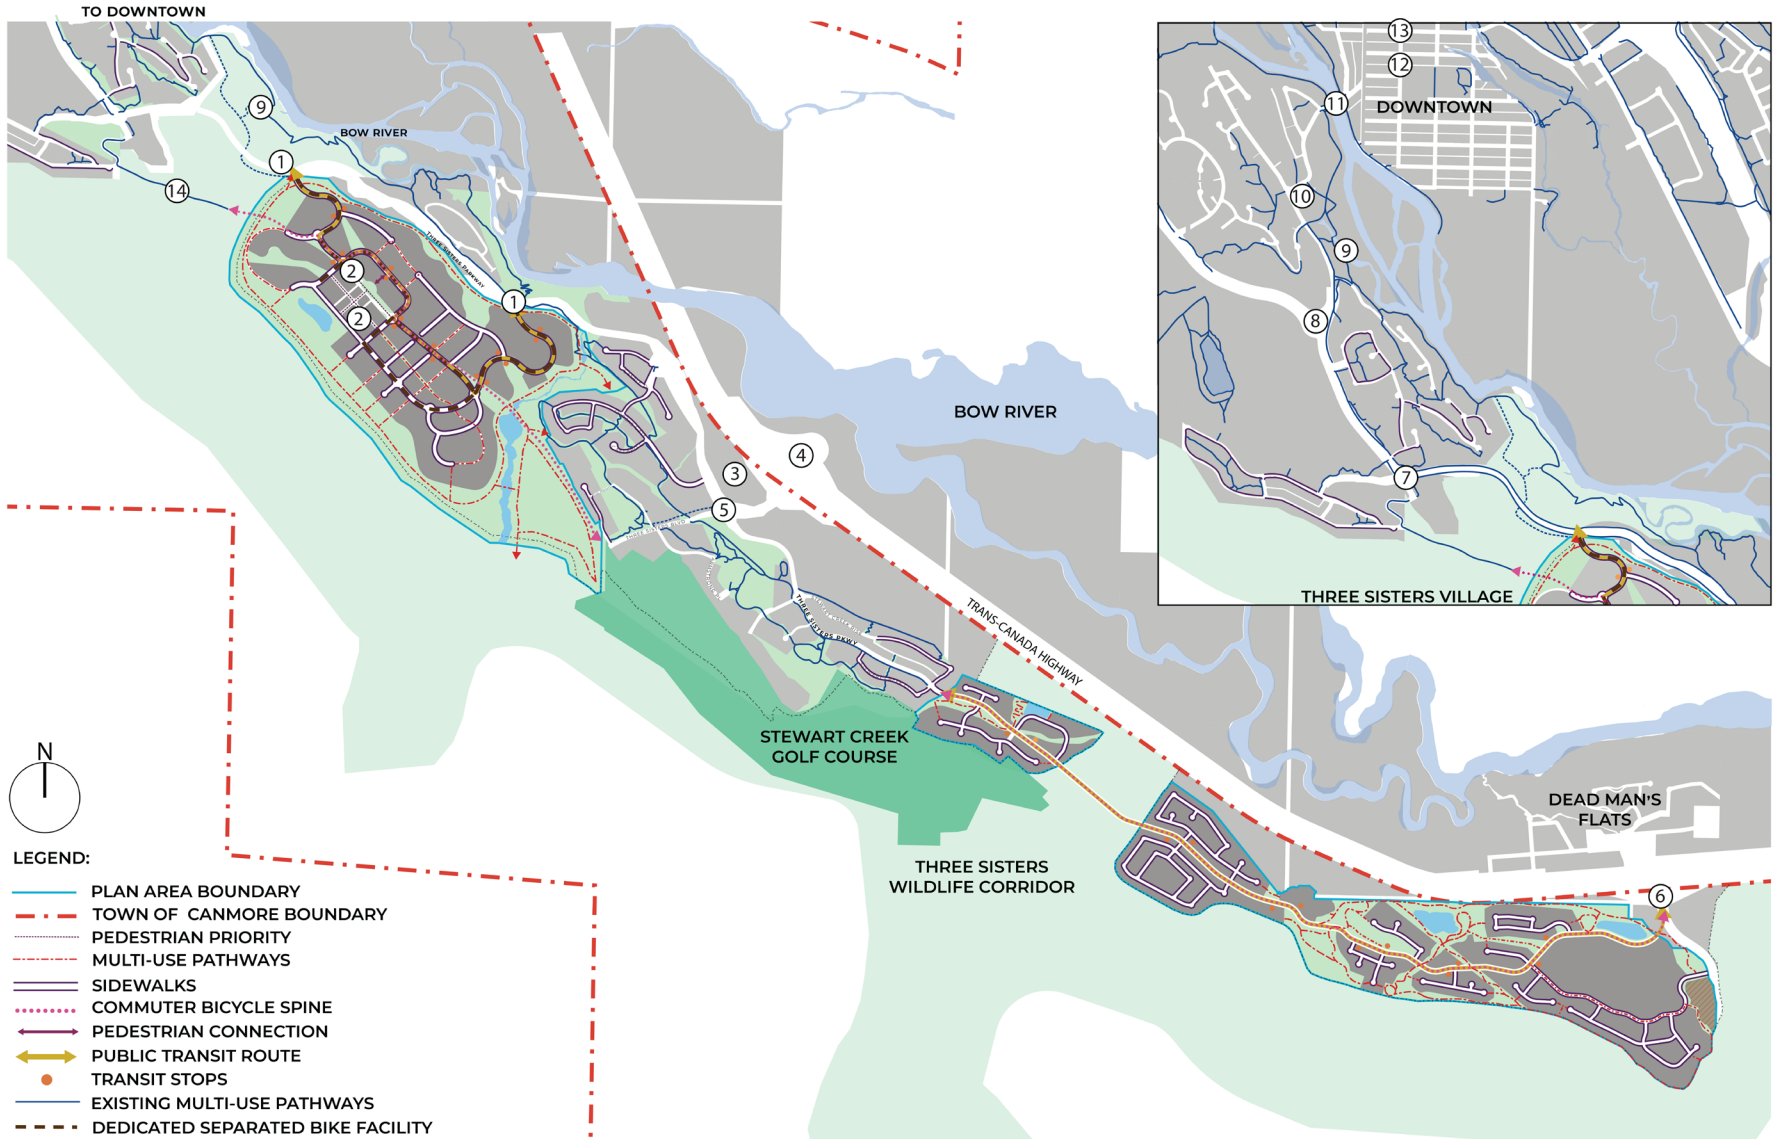 TO DOWNTOWN
9
BOW RIVER
1
14
THREE SISTERS PARKWAY
2
1
2
BOW RIVER
3
4
5
THREE SISTERS BLVD
THREE SISTERS PKWY
TRANS-CANADA HIGHWAY
STEWART CREEK
GOLF COURSE
THREE SISTERS
WILDLIFE CORRIDOR
DEAD MAN'S
FLATS
6
13
12
11
DOWNTOWN
10
9
8
7
THREE SISTERS VILLAGE
N
LEGEND:
PLAN AREA BOUNDARY
TOWN OF CANMORE BOUNDARY
PEDESTRIAN PRIORITY
MULTI-USE PATHWAYS
SIDEWALKS
COMMUTER BICYCLE SPINE
PEDESTRIAN CONNECTION
PUBLIC TRANSIT ROUTE
TRANSIT STOPS
EXISTING MULTI-USE PATHWAYS
DEDICATED SEPARATED BIKE FACILITY